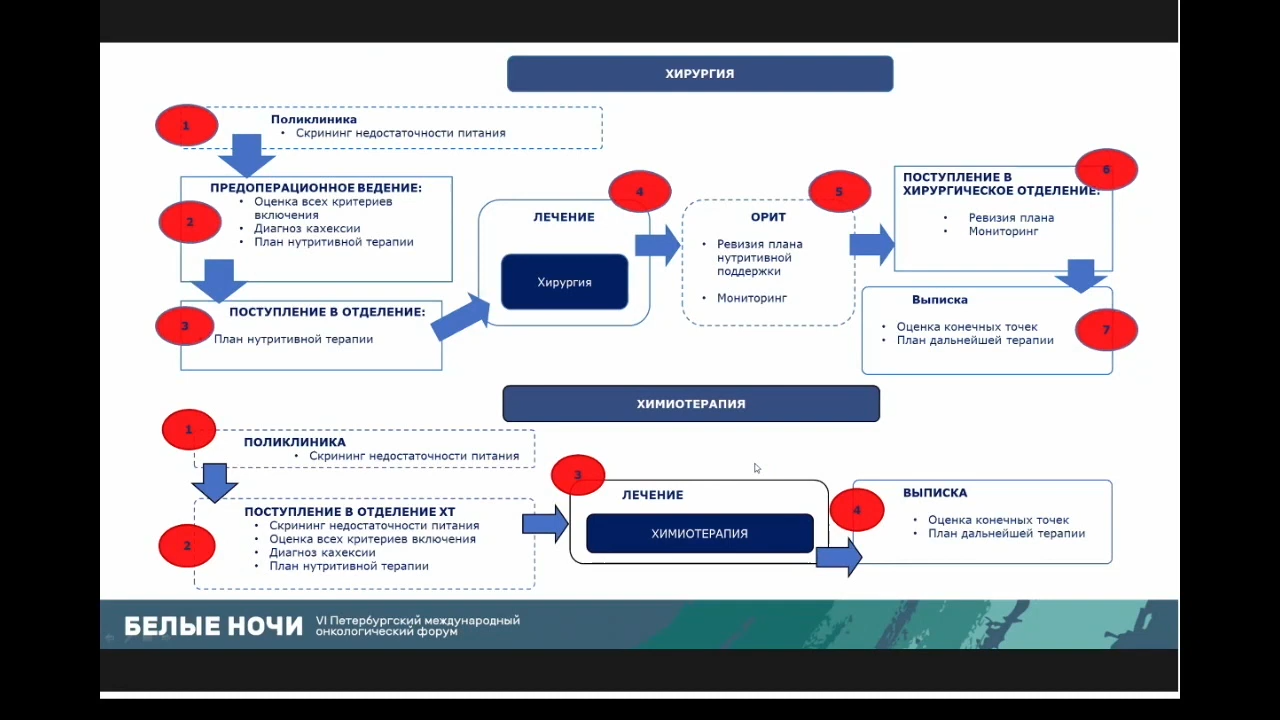 ХИРУРГИЯ
1
Поликлиника
• Скрининг недостаточности питания
2
ПРЕДОПЕРАЦИОННОЕ ВЕДЕНИЕ:
• Оценка всех критериев
включения
• Диагноз кахексии
• План нутритивной терапии
3
ПОСТУПЛЕНИЕ В ОТДЕЛЕНИЕ:
План нутритивной терапии
4
ЛЕЧЕНИЕ
Хирургия
5
ОРИТ
• Ревизия плана
нутритивной
поддержки
• Мониторинг
6
ПОСТУПЛЕНИЕ В
ХИРУРГИЧЕСКОЕ ОТДЕЛЕНИЕ:
• Ревизия плана
• Мониторинг
7
Выписка
• Оценка конечных точек
• План дальнейшей терапии
ХИМИОТЕРАПИЯ
1
ПОЛИКЛИНИКА
• Скрининг недостаточности питания
2
ПОСТУПЛЕНИЕ В ОТДЕЛЕНИЕ ХТ
• Скрининг недостаточности питания
• Оценка всех критериев включения
• Диагноз кахексии
• План нутритивной терапии
3
ЛЕЧЕНИЕ
ХИМИОТЕРАПИЯ
4
ВЫПИСКА
• Оценка конечных точек
• План дальнейшей терапии
БЕЛЫЕ НОЧИ
VI Петербургский международный
онкологический форум